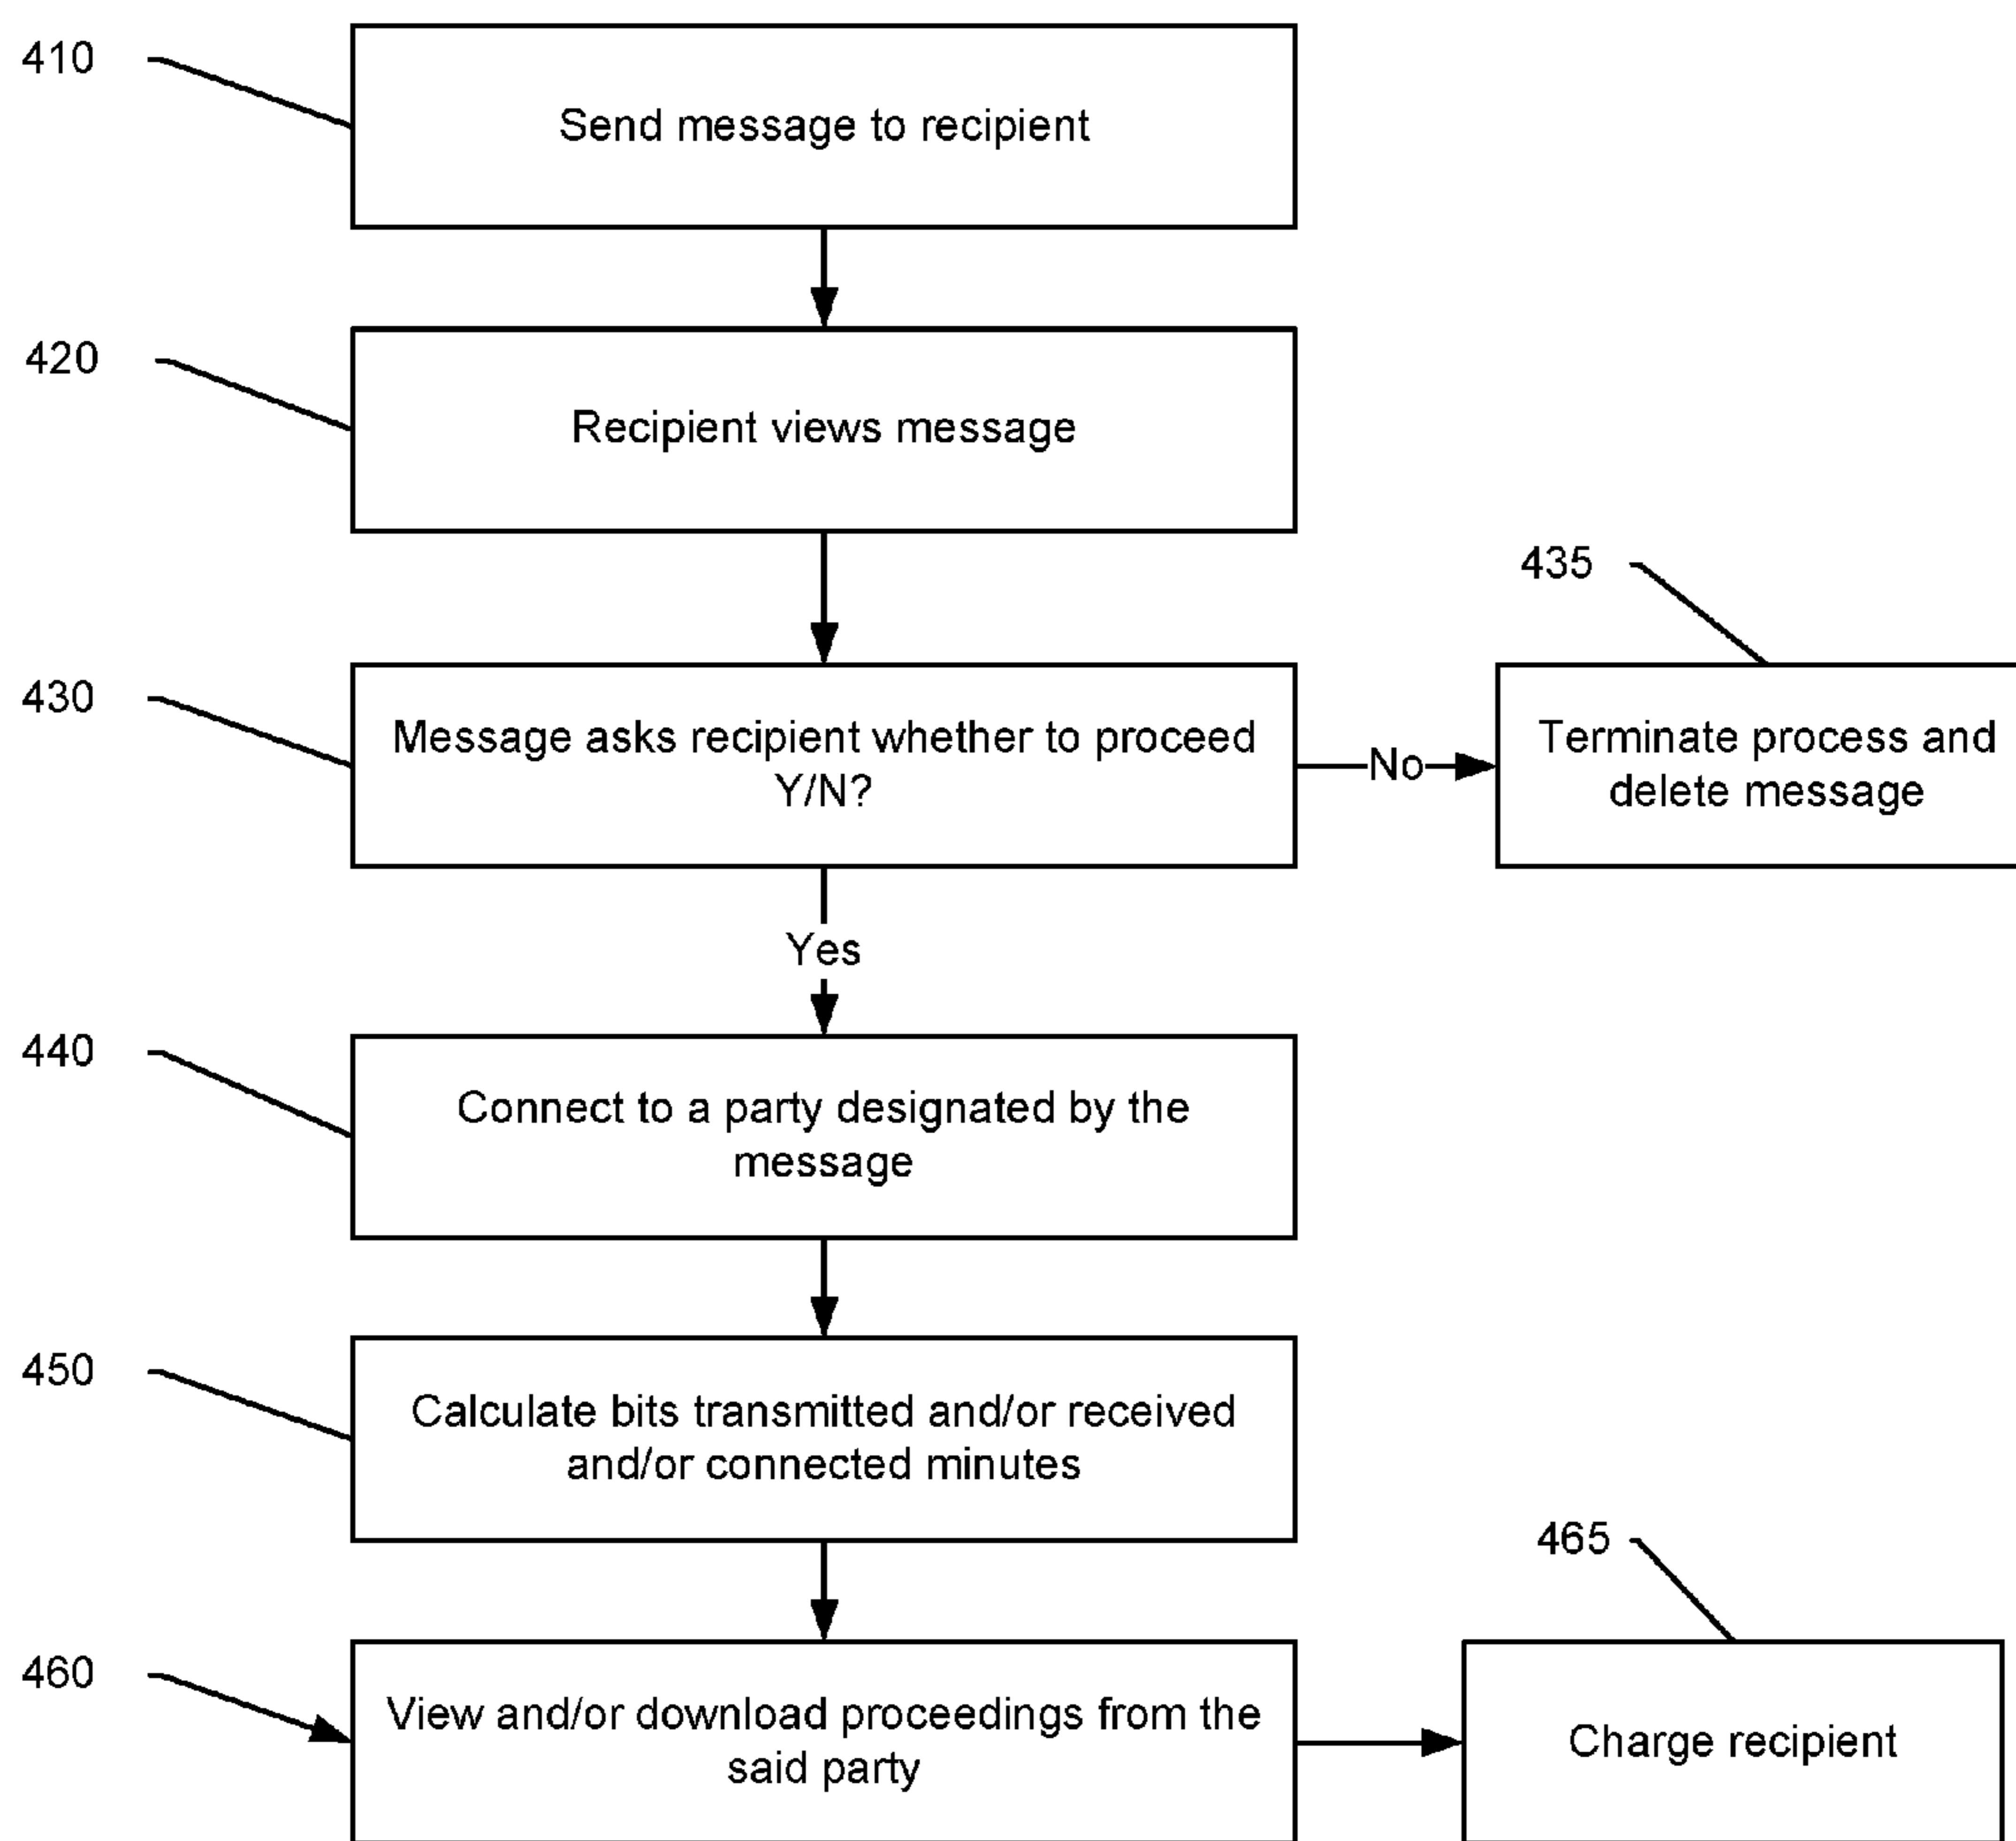 410
Send message to recipient
420
Recipient views message
435
430
Message asks recipient whether to proceed
Y/N?
No
Terminate process and
delete message
Yes
440
Connect to a party designated by the
message
450
Calculate bits transmitted and/or received
and/or connected minutes
465
460
View and/or download proceedings from the
said party
Charge recipient